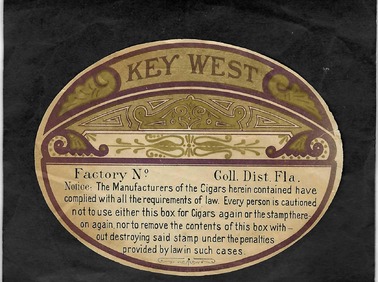 KEY WEST
Factory Nº Coll. Dist. Fla.
Notice- The Manufacturers of the Cigars herein contained have
complied with all the requirements of law. Every person is cautioned
not to use either this box for Cigars again or the stamp there-
on again, nor to remove the contents of this box with-
out destroying said stamp under the penalties
provided by law in such cases.